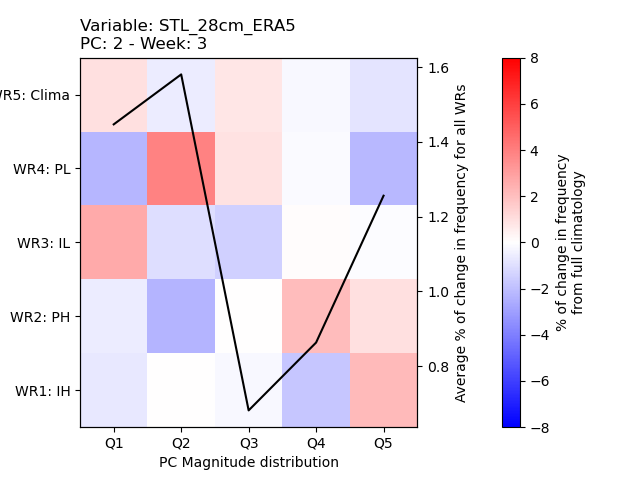 Variable: STL_28cm_ERA5
PC: 2 - Week: 3
WR5: Clima
WR4: PL
WR3: IL
WR2: PH
WR1: IH
Q1 Q2 Q3 Q4 Q5
PC Magnitude distribution
1.6
1.4
1.2
1.0
0.8
Average % of change in frequency for all WRs
8
6
4
2
0
−2
−4
−6
−8
% of change in frequency
from full climatology